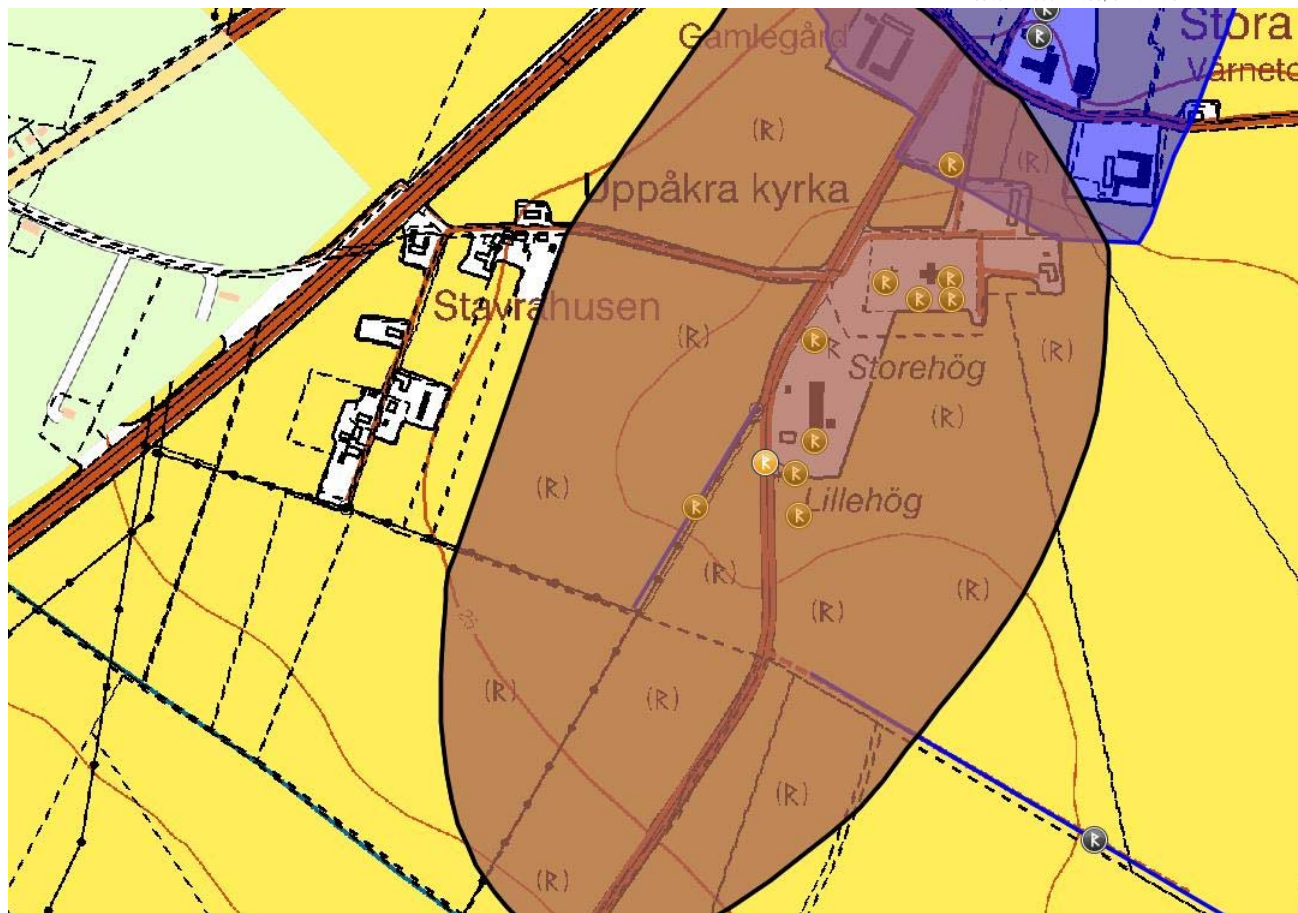 Gamlegård
Stora
Värneto
(R)
(R)
Uppåkra kyrka
Stavrahusen
(R)
R
(R)
Storehög
(R)
(R)
Lillehög
(R)
(R)
(R)
(R)
(R)
(R)
(R)